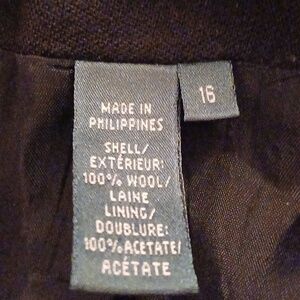 MADE IN
PHILIPPINES
SHELL/
EXTÉRIEUR:
100% WOOL/
LAINE
LINING/
DOUBLURE:
100% ACETATE/
ACÉTATE
16